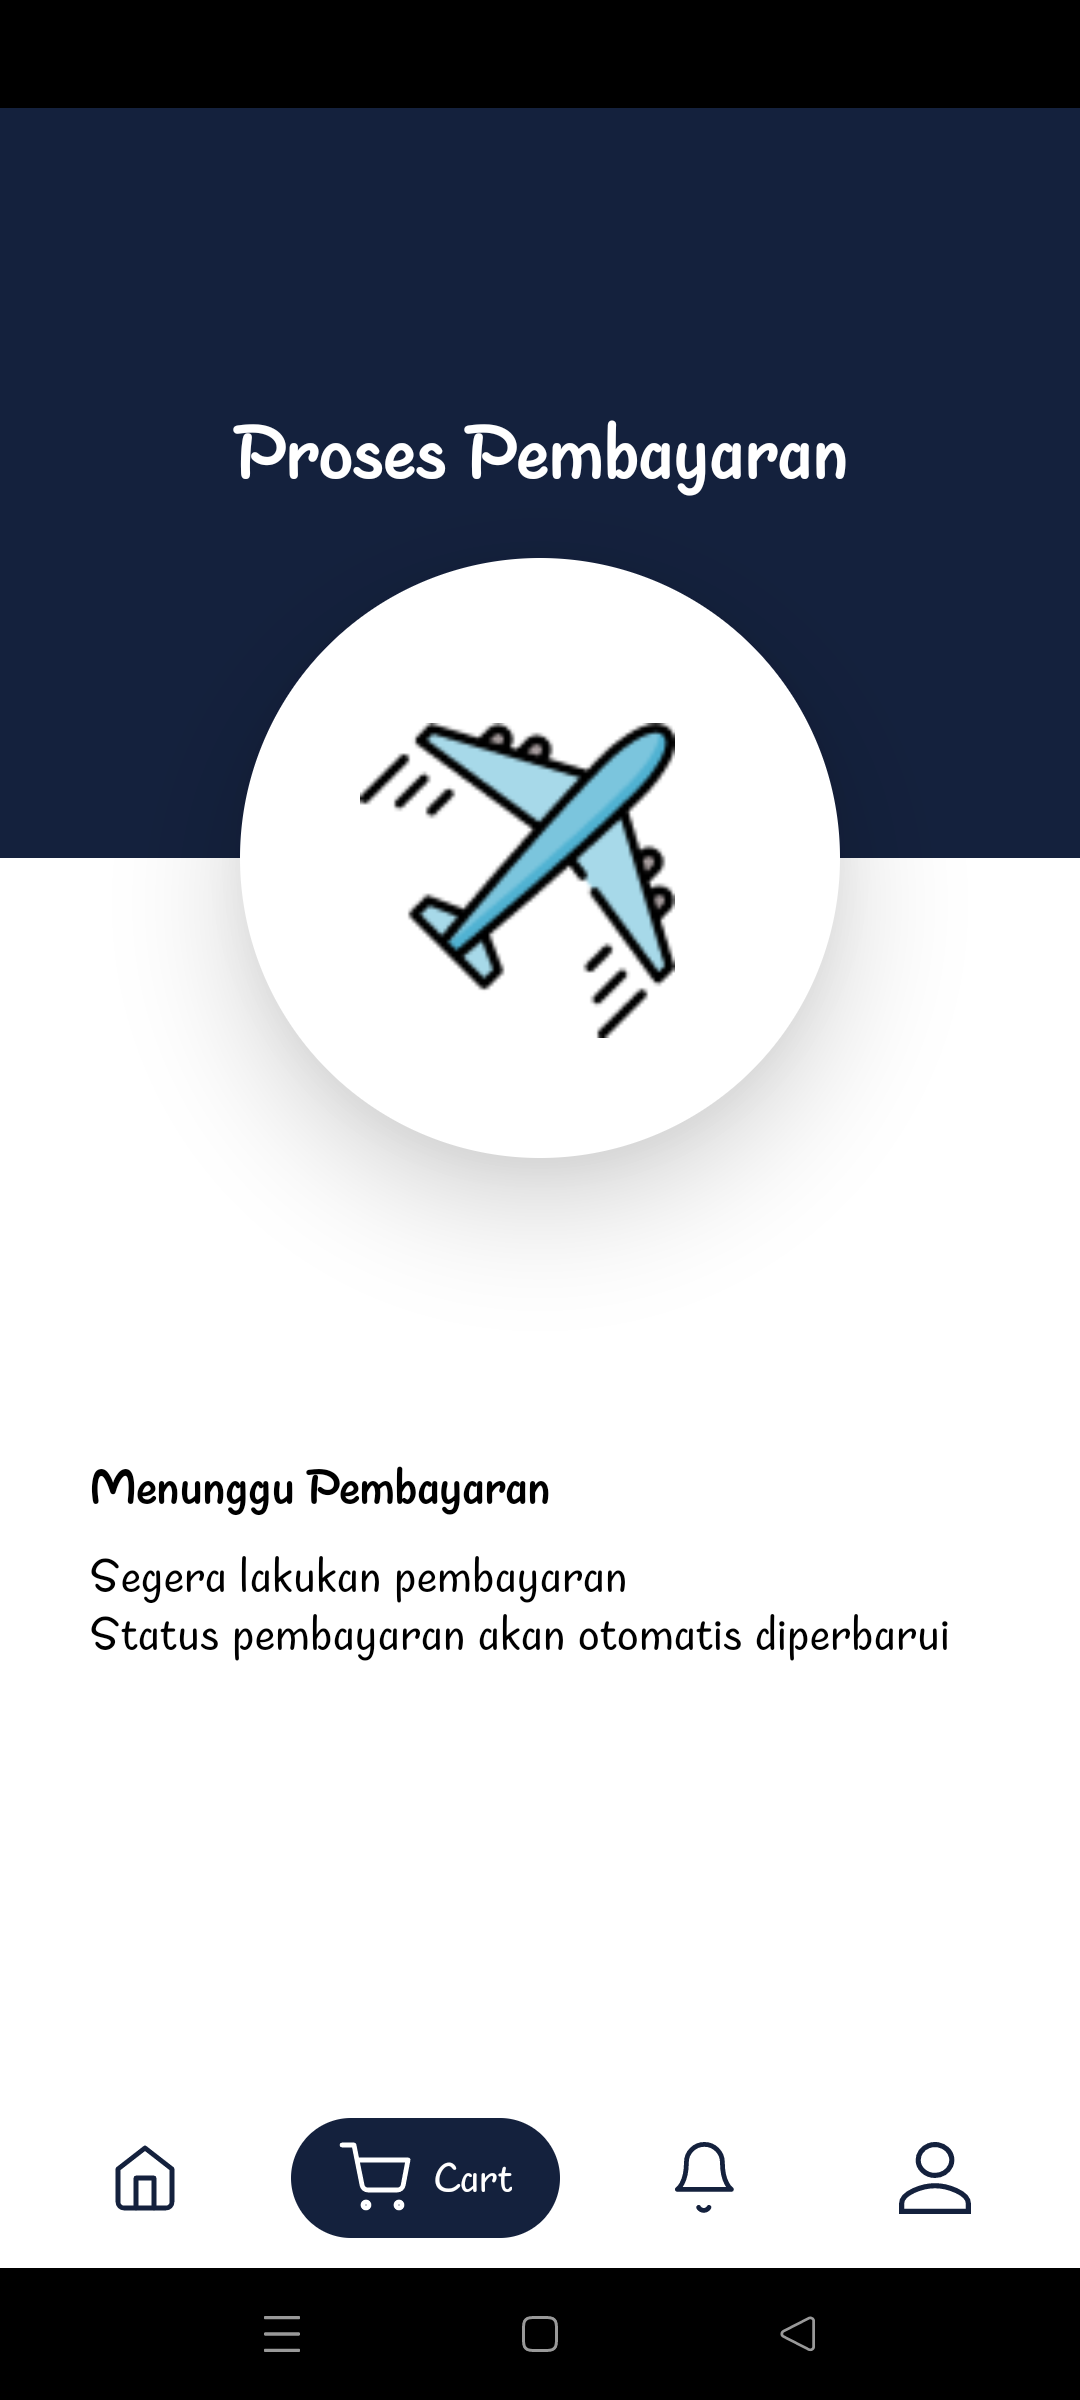 Proses Pembayaran
Menunggu Pembayaran
Segera lakukan pembayaran
Status pembayaran akan otomatis diperbarui
Cart